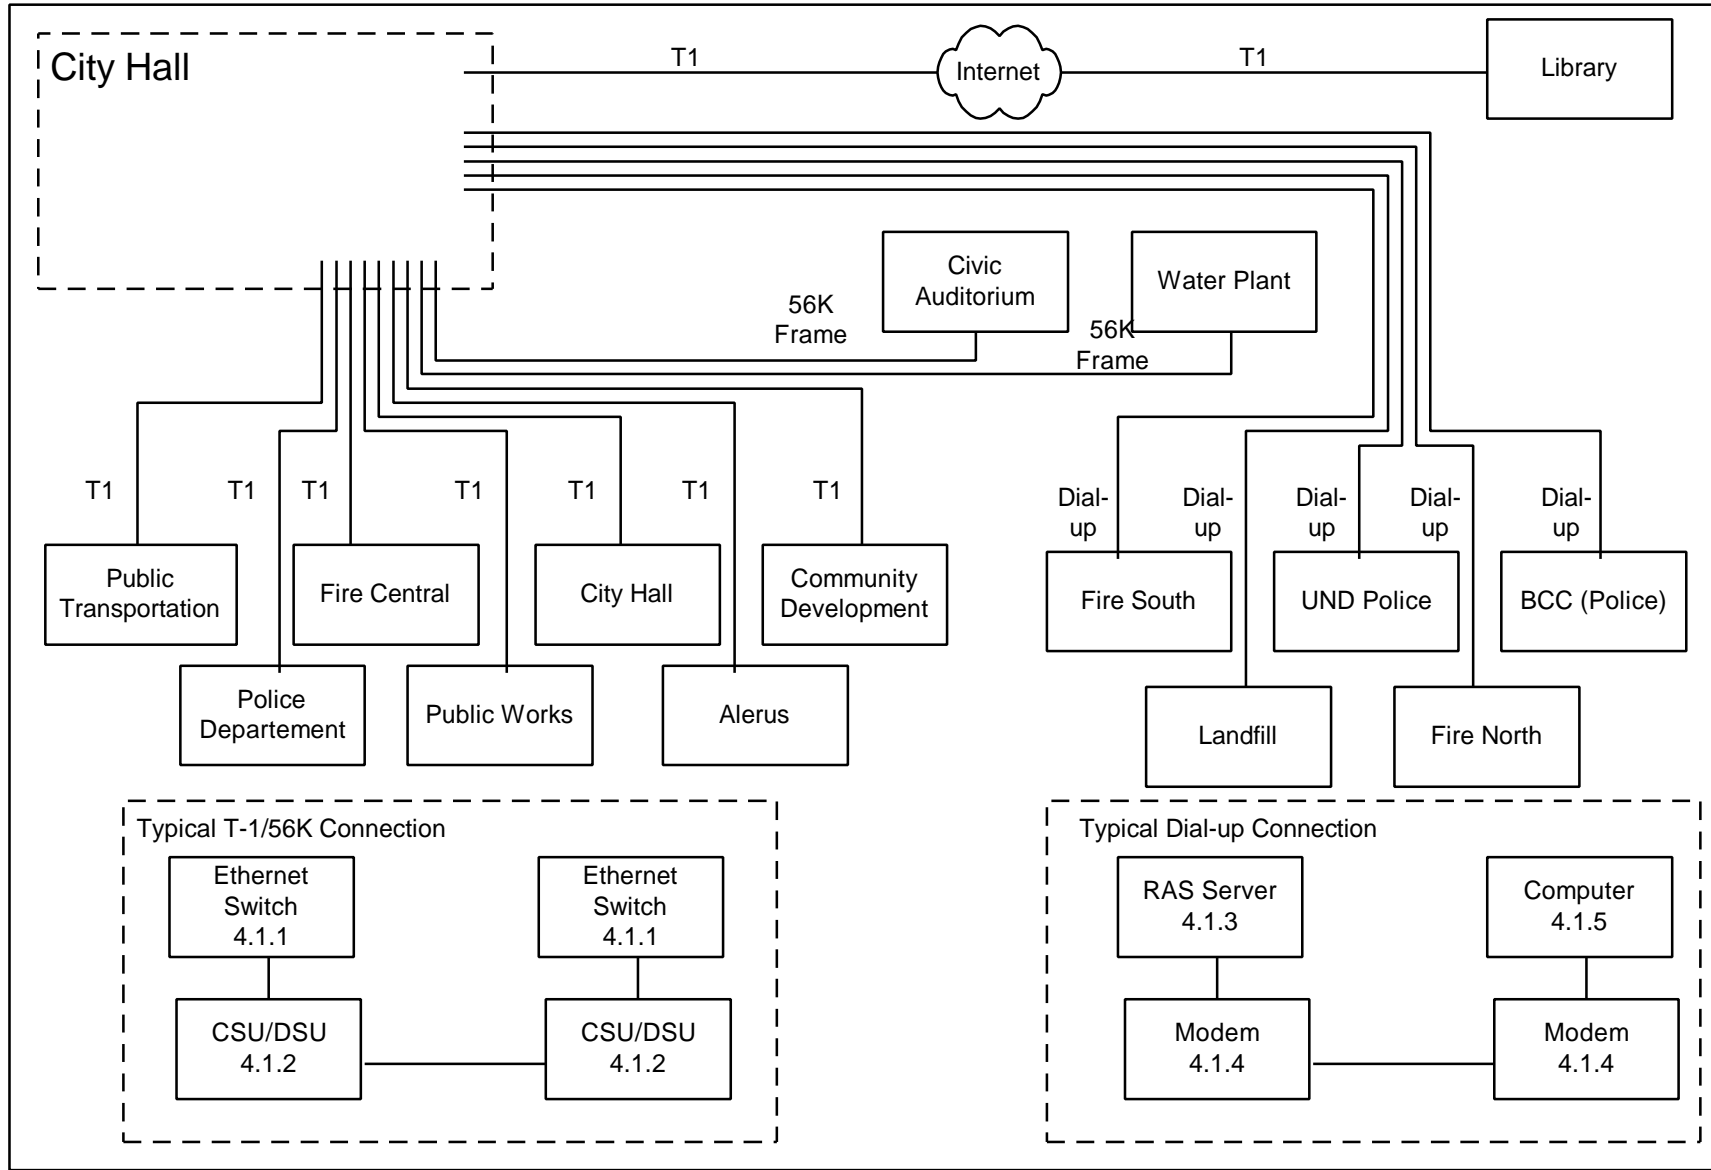 City Hall
T1
Internet
T1
Library
Civic
Auditorium
Water Plant
56K
Frame
56K
Frame
T1
T1
T1
T1
T1
T1
T1
Dial-
up
Dial-
up
Dial-
up
Dial-
up
Dial-
up
Public
Transportation
Fire Central
City Hall
Community
Development
Fire South
UND Police
BCC (Police)
Police
Departement
Public Works
Alerus
Landfill
Fire North
Typical T-1/56K Connection
Ethernet
Switch
4.1.1
Ethernet
Switch
4.1.1
CSU/DSU
4.1.2
CSU/DSU
4.1.2
Typical Dial-up Connection
RAS Server
4.1.3
Computer
4.1.5
Modem
4.1.4
Modem
4.1.4